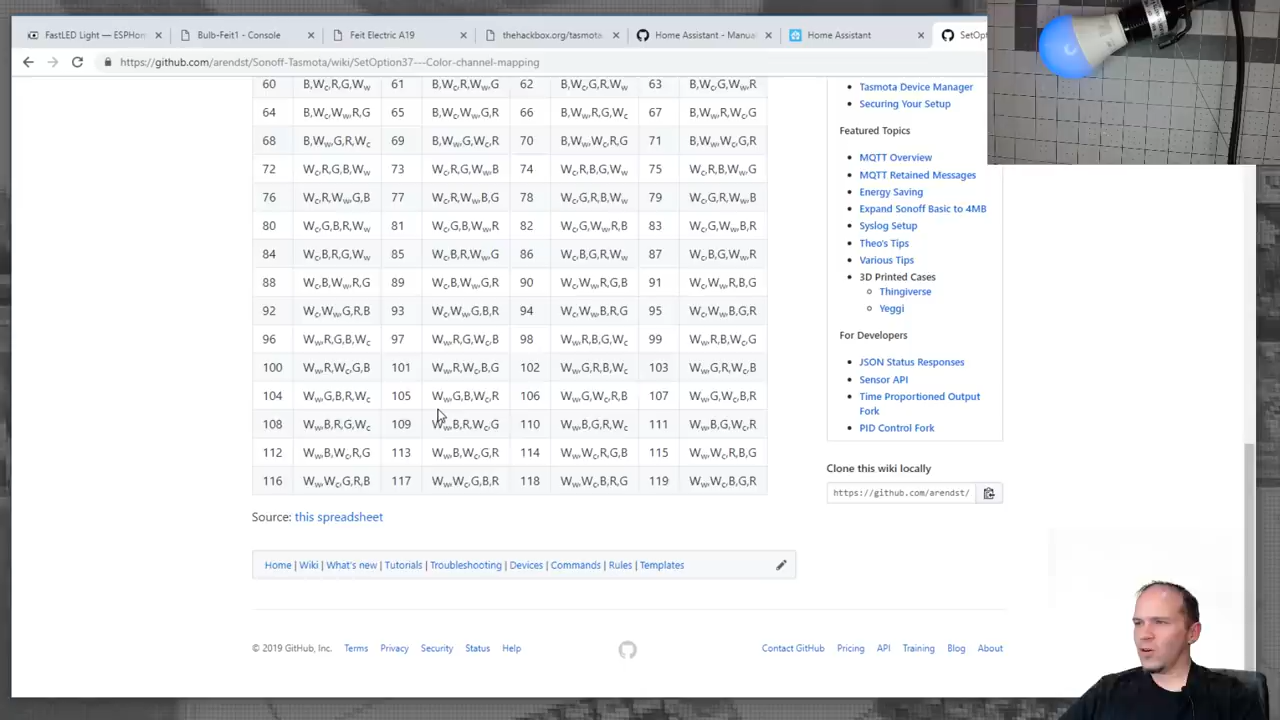 FastLED Light — ESPHom
Bulb-Feit1 - Console
Feit Electric A19
thehackbox.org/tasmota
Home Assistant - Manual
Home Assistant
SetOpti
https://github.com/arendst/Sonoff-Tasmota/wiki/SetOption37---Color-channel-mapping
60 B,Wc,R,G,Ww 61 B,Wc,R,Ww,G 62 B,Wc,G,R,Ww 63 B,Wc,G,Ww,R
64 B,Wc,Ww,R,G 65 B,Wc,Ww,G,R 66 B,Ww,R,G,Wc 67 B,Ww,R,Wc,G
68 B,Ww,G,R,Wc 69 B,Ww,G,Wc,R 70 B,Ww,Wc,R,G 71 B,Ww,Wc,G,R
72 Wc,R,G,B,Ww 73 Wc,R,G,Ww,B 74 Wc,R,B,G,Ww 75 Wc,R,B,Ww,G
76 Wc,R,Ww,G,B 77 Wc,R,Ww,B,G 78 Wc,G,R,B,Ww 79 Wc,G,R,Ww,B
80 Wc,G,B,R,Ww 81 Wc,G,B,Ww,R 82 Wc,G,Ww,R,B 83 Wc,G,Ww,B,R
84 Wc,B,R,G,Ww 85 Wc,B,R,Ww,G 86 Wc,B,G,R,Ww 87 Wc,B,G,Ww,R
88 Wc,B,Ww,R,G 89 Wc,B,Ww,G,R 90 Wc,Ww,R,G,B 91 Wc,Ww,R,B,G
92 Wc,Ww,G,R,B 93 Wc,Ww,G,B,R 94 Wc,Ww,B,R,G 95 Wc,Ww,B,G,R
96 Ww,R,G,B,Wc 97 Ww,R,G,Wc,B 98 Ww,R,B,G,Wc 99 Ww,R,B,Wc,G
100 Ww,R,Wc,G,B 101 Ww,R,Wc,B,G 102 Ww,G,R,B,Wc 103 Ww,G,R,Wc,B
104 Ww,G,B,R,Wc 105 Ww,G,B,Wc,R 106 Ww,G,Wc,R,B 107 Ww,G,Wc,B,R
108 Ww,B,R,G,Wc 109 Ww,B,R,Wc,G 110 Ww,B,G,R,Wc 111 Ww,B,G,Wc,R
112 Ww,B,Wc,R,G 113 Ww,B,Wc,G,R 114 Ww,Wc,R,G,B 115 Ww,Wc,R,B,G
116 Ww,Wc,G,R,B 117 Ww,Wc,G,B,R 118 Ww,Wc,B,R,G 119 Ww,Wc,B,G,R
Source: this spreadsheet
Home | Wiki | What's new | Tutorials | Troubleshooting | Devices | Commands | Rules | Templates
Tasmota Device Manager
Securing Your Setup
Featured Topics
MQTT Overview
MQTT Retained Messages
Energy Saving
Expand Sonoff Basic to 4MB
Syslog Setup
Theo's Tips
Various Tips
3D Printed Cases
Thingiverse
Yeggi
For Developers
JSON Status Responses
Sensor API
Time Proportioned Output
Fork
PID Control Fork
Clone this wiki locally
https://github.com/arendst/
© 2019 GitHub, Inc. Terms Privacy Security Status Help
Contact GitHub Pricing API Training Blog About